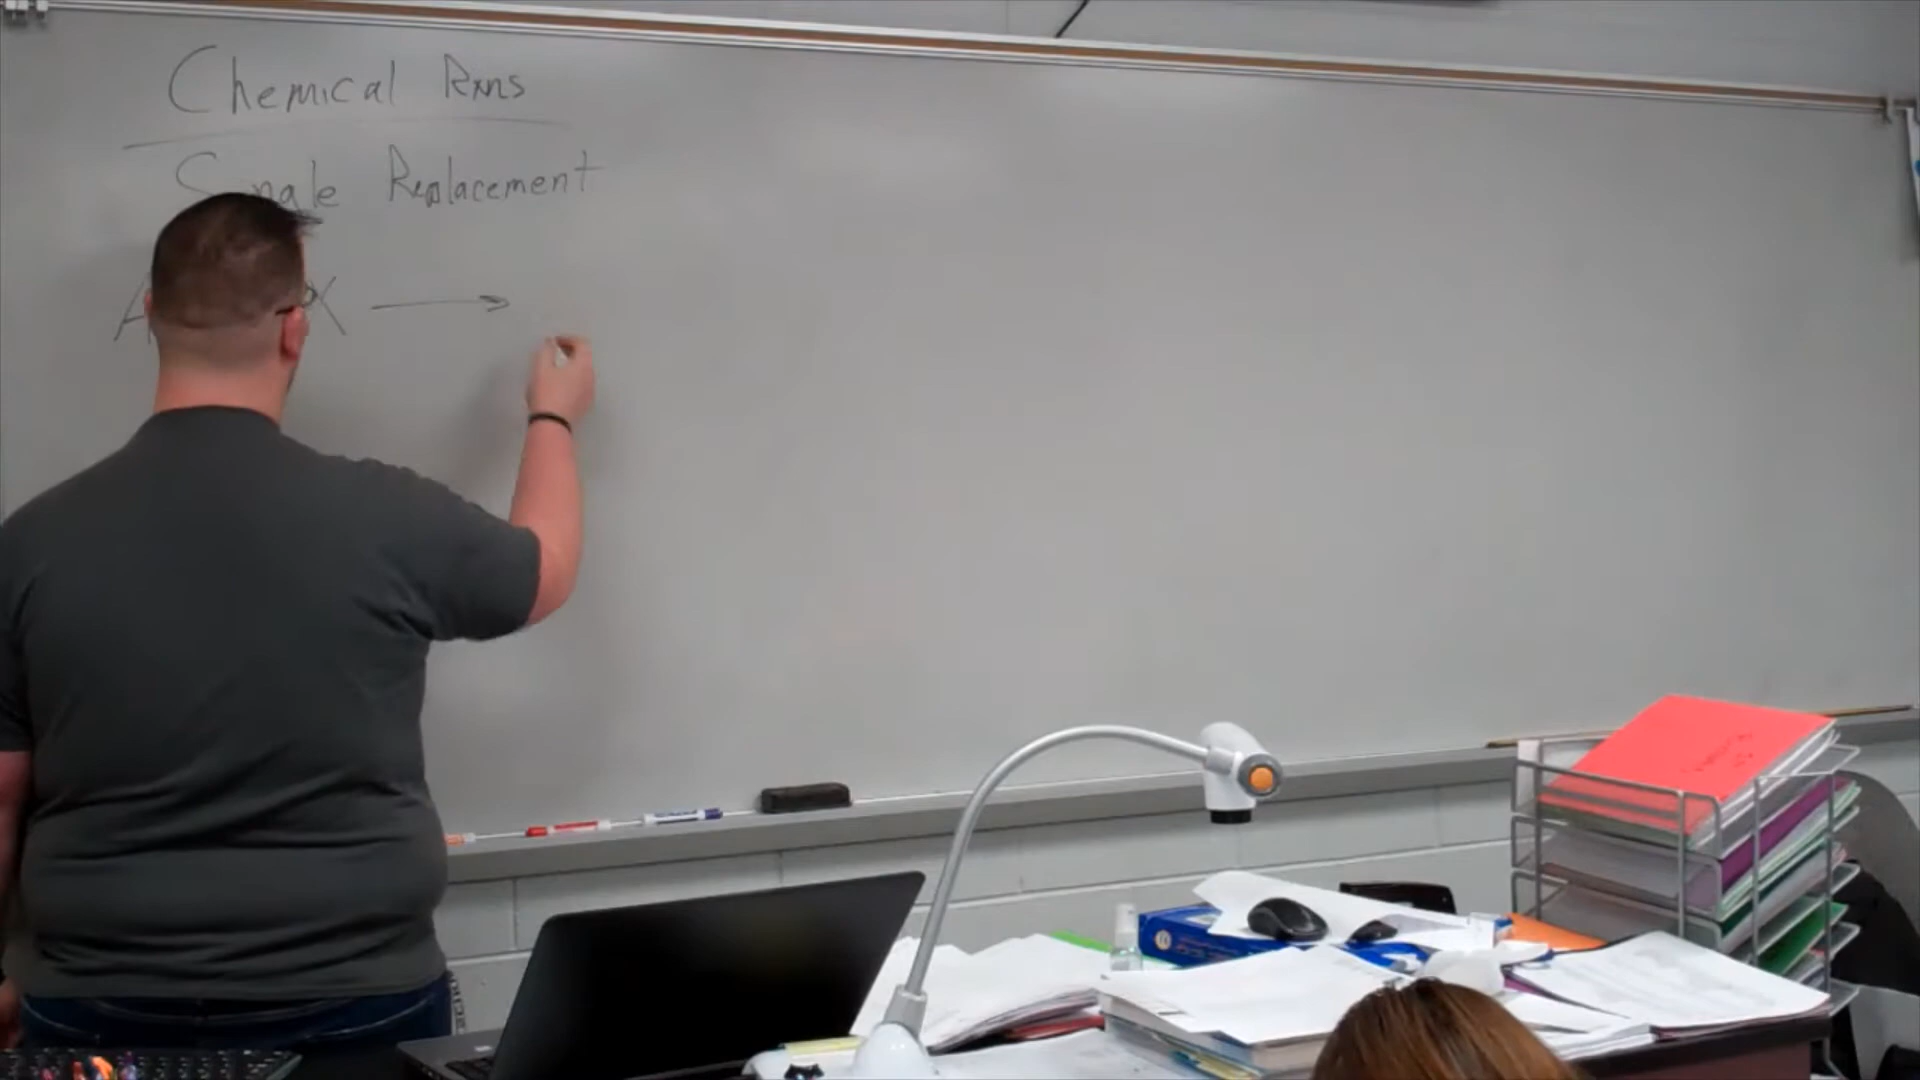 Chemical Rxns
Single Replacement
A X →